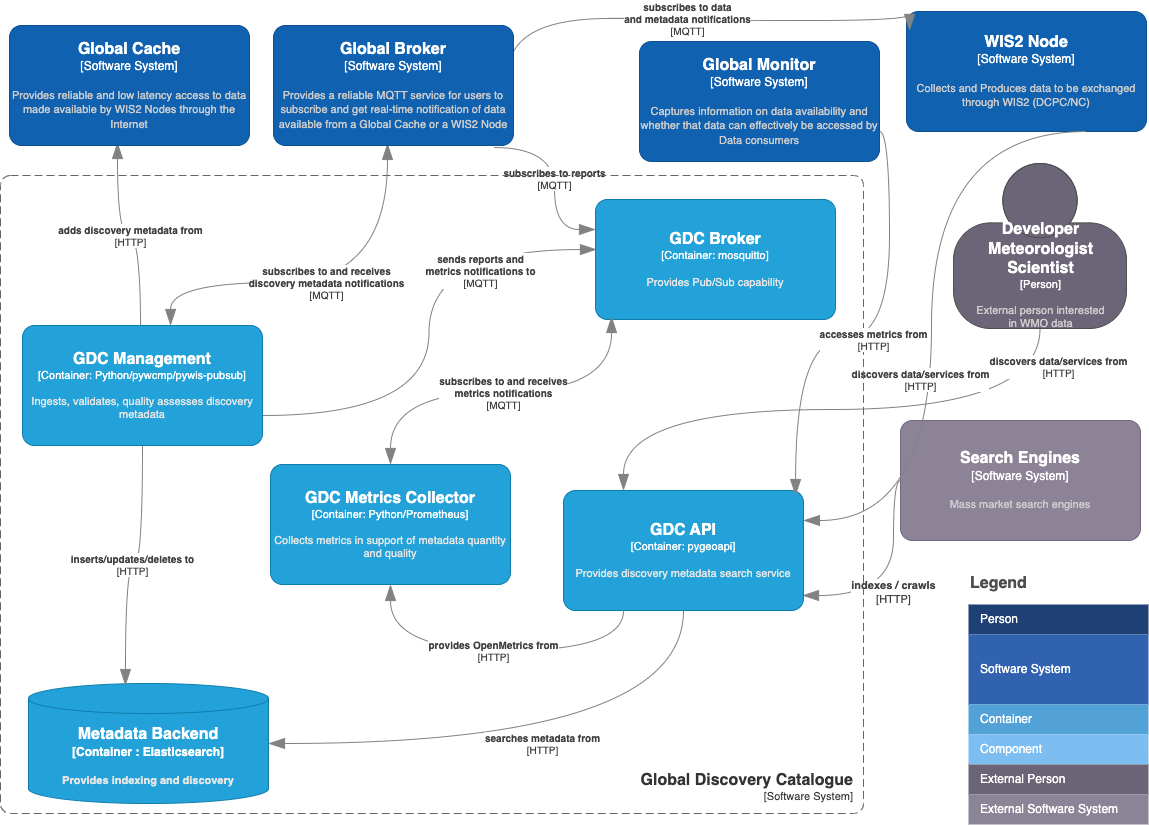 subscribes to data
and metadata notifications
[MQTT]
Global Cache
[Software System]
Provides reliable and low latency access to data
made available by WIS2 Nodes through the
Internet
Global Broker
[Software System]
Provides a reliable MQTT service for users to
subscribe and get real-time notification of data
available from a Global Cache or a WIS2 Node
Global Monitor
[Software System]
Captures information on data availability and
whether that data can effectively be accessed by
Data consumers
WIS2 Node
[Software System]
Collects and Produces data to be exchanged
through WIS2 (DCPC/NC)
subscribes to reports
[MQTT]
adds discovery metadata from
[HTTP]
subscribes to and receives
discovery metadata notifications
[MQTT]
sends reports and
metrics notifications to
[MQTT]
GDC Broker
[Container: mosquitto]
Provides Pub/Sub capability
Developer
Meteorologist
Scientist
[Person]
External person interested
in WMO data
GDC Management
[Container: Python/pywcmp/pywis-pubsub]
Ingests, validates, quality assesses discovery
metadata
accesses metrics from
[HTTP]
discovers data/services from
[HTTP]
discovers data/services from
[HTTP]
subscribes to and receives
metrics notifications
[MQTT]
GDC Metrics Collector
[Container: Python/Prometheus]
Collects metrics in support of metadata quantity
and quality
GDC API
[Container: pygeoapi]
Provides discovery metadata search service
Search Engines
[Software System]
Mass market search engines
inserts/updates/deletes to
[HTTP]
indexes / crawls
[HTTP]
provides OpenMetrics from
[HTTP]
Metadata Backend
[Container : Elasticsearch]
Provides indexing and discovery
searches metadata from
[HTTP]
Global Discovery Catalogue
[Software System]
Legend
Person
Software System
Container
Component
External Person
External Software System